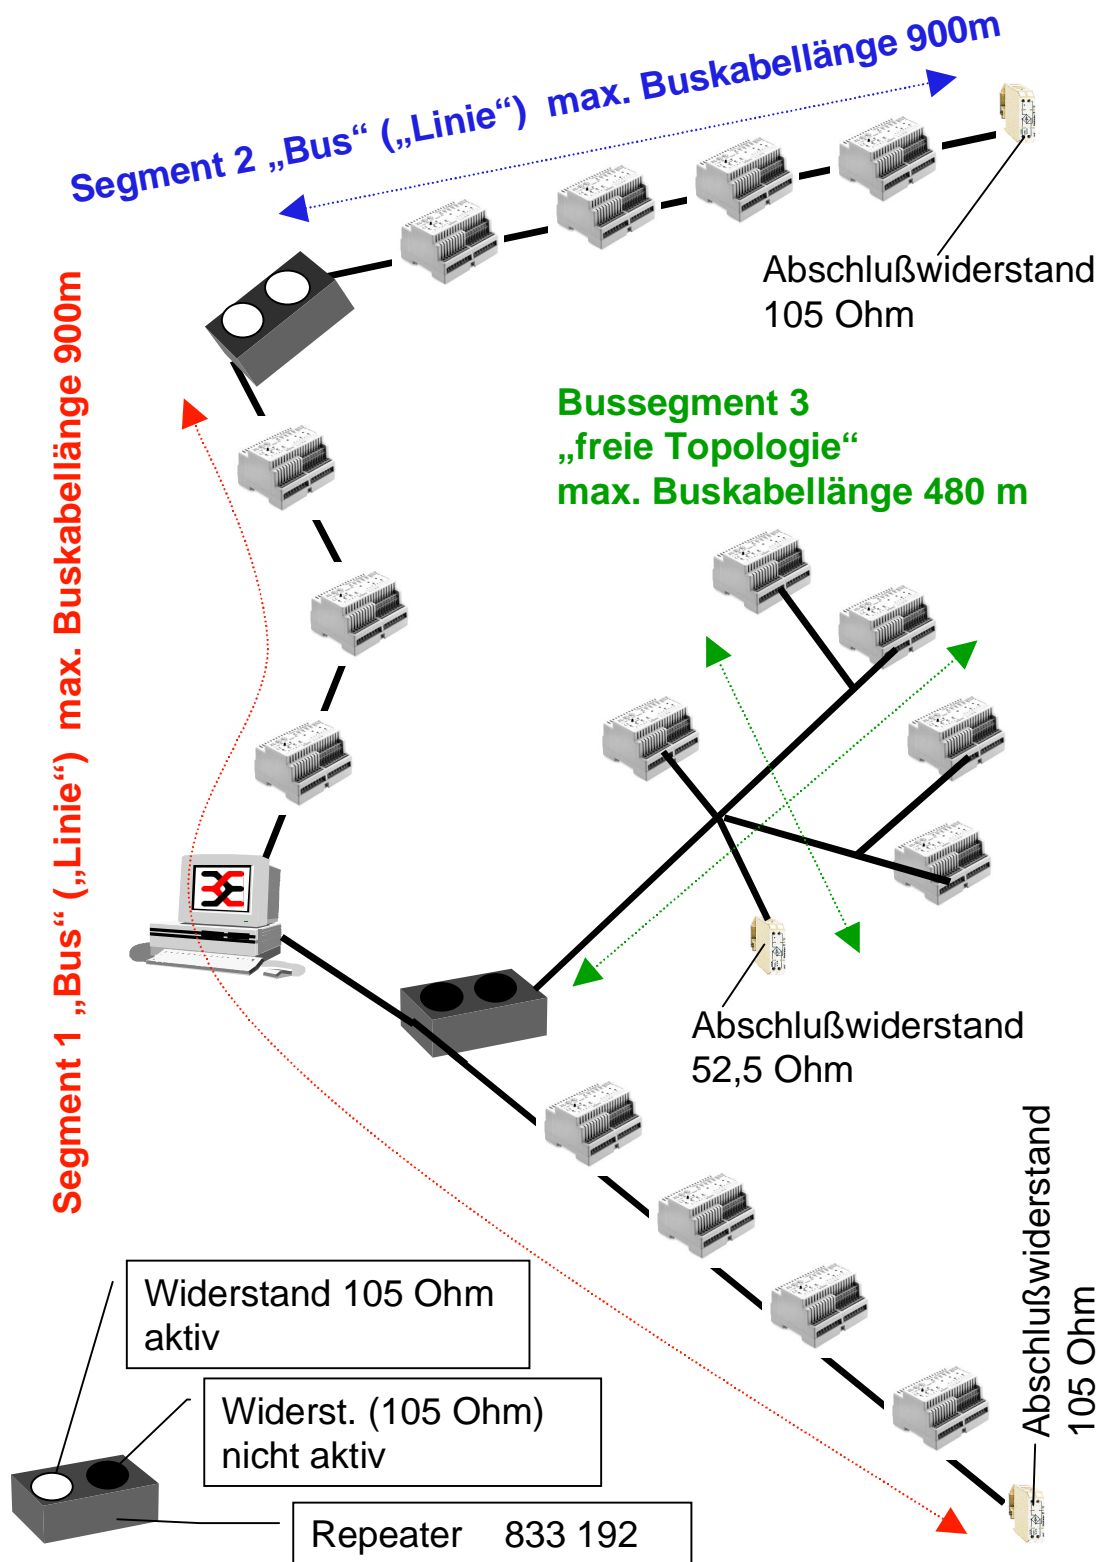 Segment 2 „Bus“ („Linie“)  max. Buskabellänge 900m
Abschlußwiderstand
105 Ohm
Segment 1 „Bus“ („Linie“)  max. Buskabellänge 900m
Bussegment 3
„freie Topologie“
max. Buskabellänge 480 m
Abschlußwiderstand
52,5 Ohm
Abschlußwiderstand
105 Ohm
Widerstand 105 Ohm
aktiv
Widerst. (105 Ohm)
nicht aktiv
Repeater    833 192